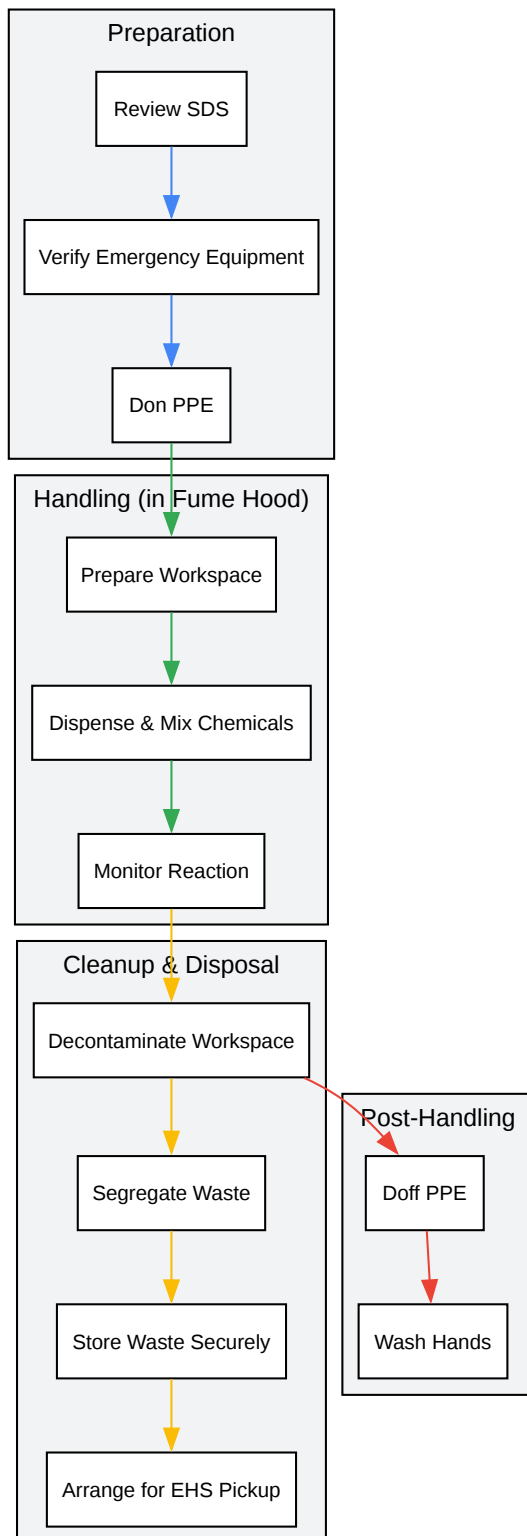 Preparation
Review SDS
Verify Emergency Equipment
Don PPE
Handling (in Fume Hood)
Prepare Workspace
Dispense & Mix Chemicals
Monitor Reaction
Cleanup & Disposal
Decontaminate Workspace
Segregate Waste
Store Waste Securely
Arrange for EHS Pickup
Post-Handling
Doff PPE
Wash Hands